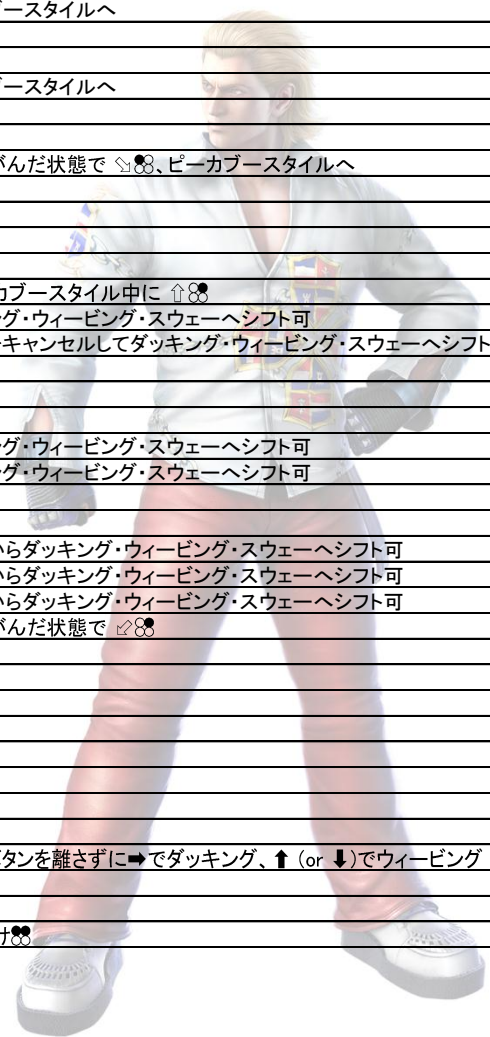 ースタイルへ
ースタイルへ
がんだ状態で ⇘、ピーカブースタイルへ
カブースタイル中に ⇧
グ・ウィービング・スウェーへシフト可
キャンセルしてダッキング・ウィービング・スウェーへシフト
グ・ウィービング・スウェーへシフト可
グ・ウィービング・スウェーへシフト可
らダッキング・ウィービング・スウェーへシフト可
らダッキング・ウィービング・スウェーへシフト可
らダッキング・ウィービング・スウェーへシフト可
がんだ状態で ⇙
タンを離さずに➡でダッキング、⬆ (or ⬇)でウィービング
け